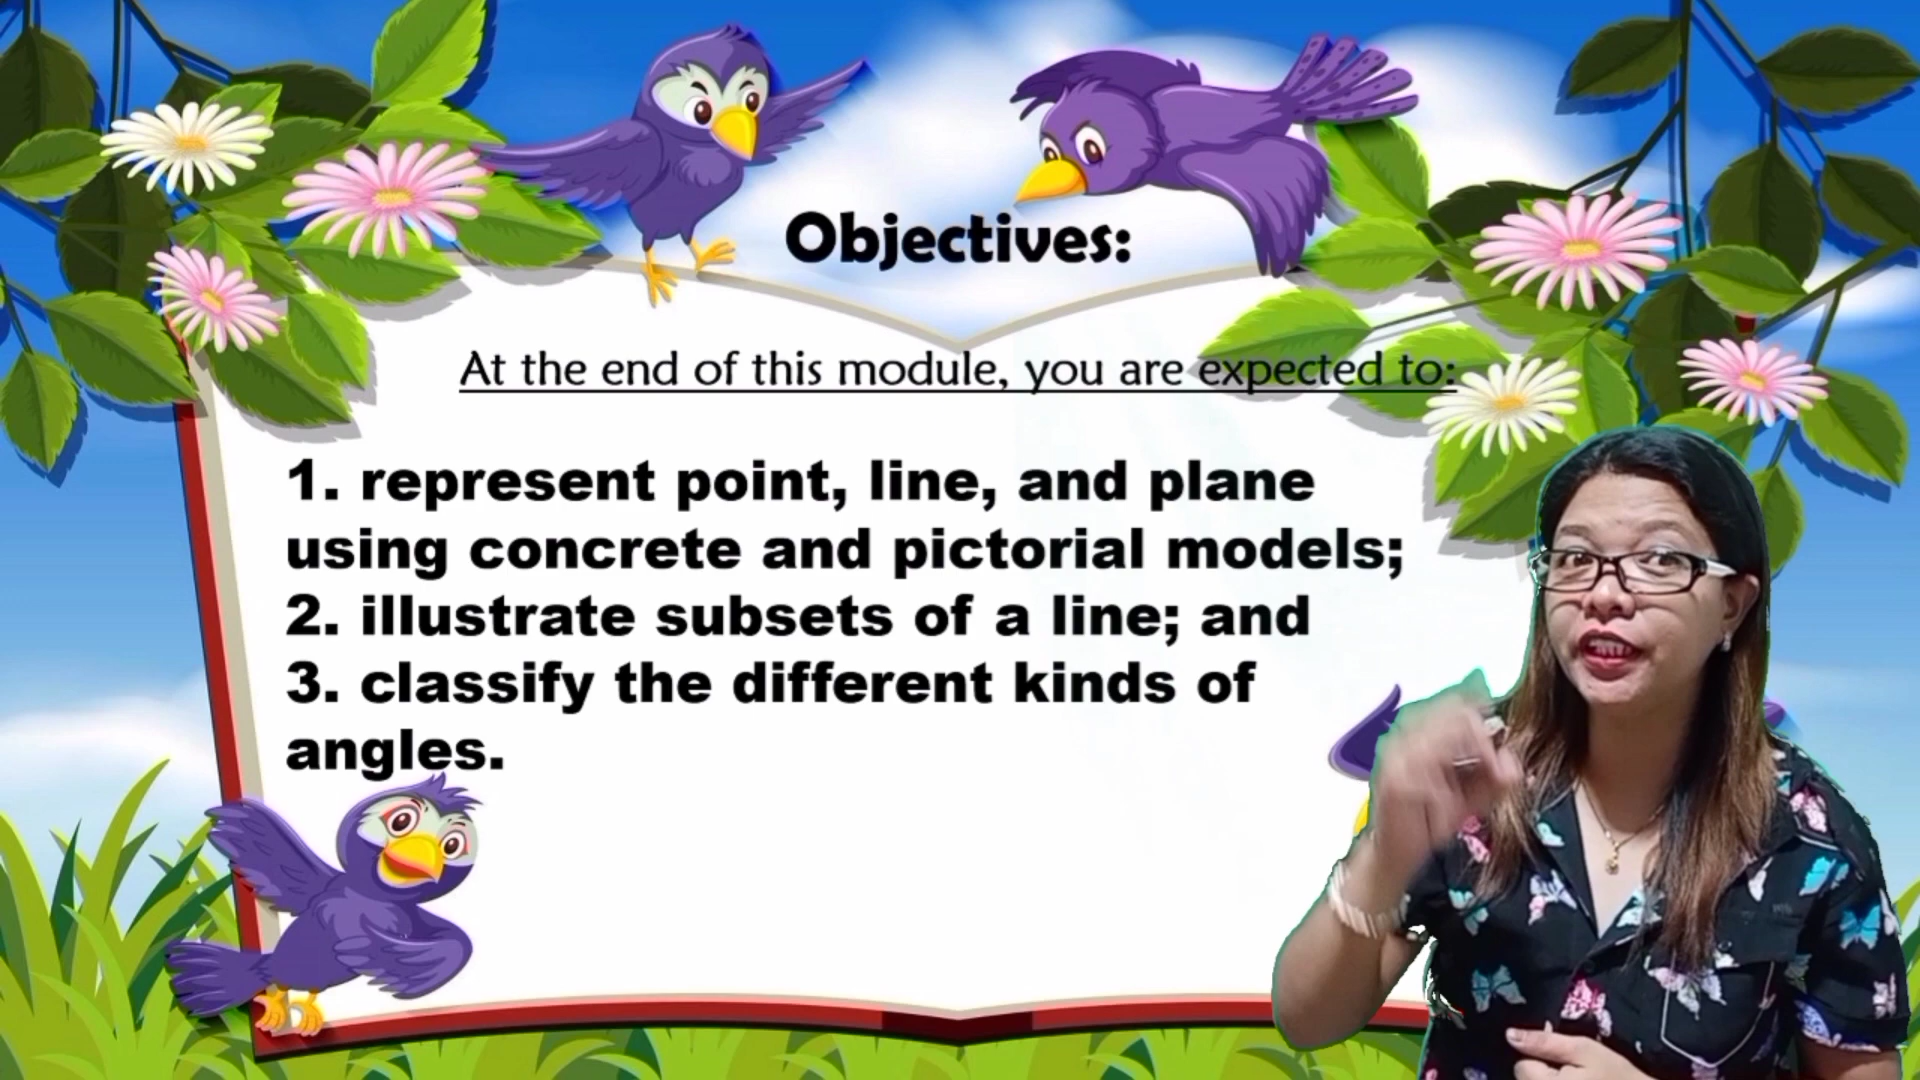 Objectives:
At the end of this module, you are expected to:
1. represent point, line, and plane
using concrete and pictorial models;
2. illustrate subsets of a line; and
3. classify the different kinds of
angles.